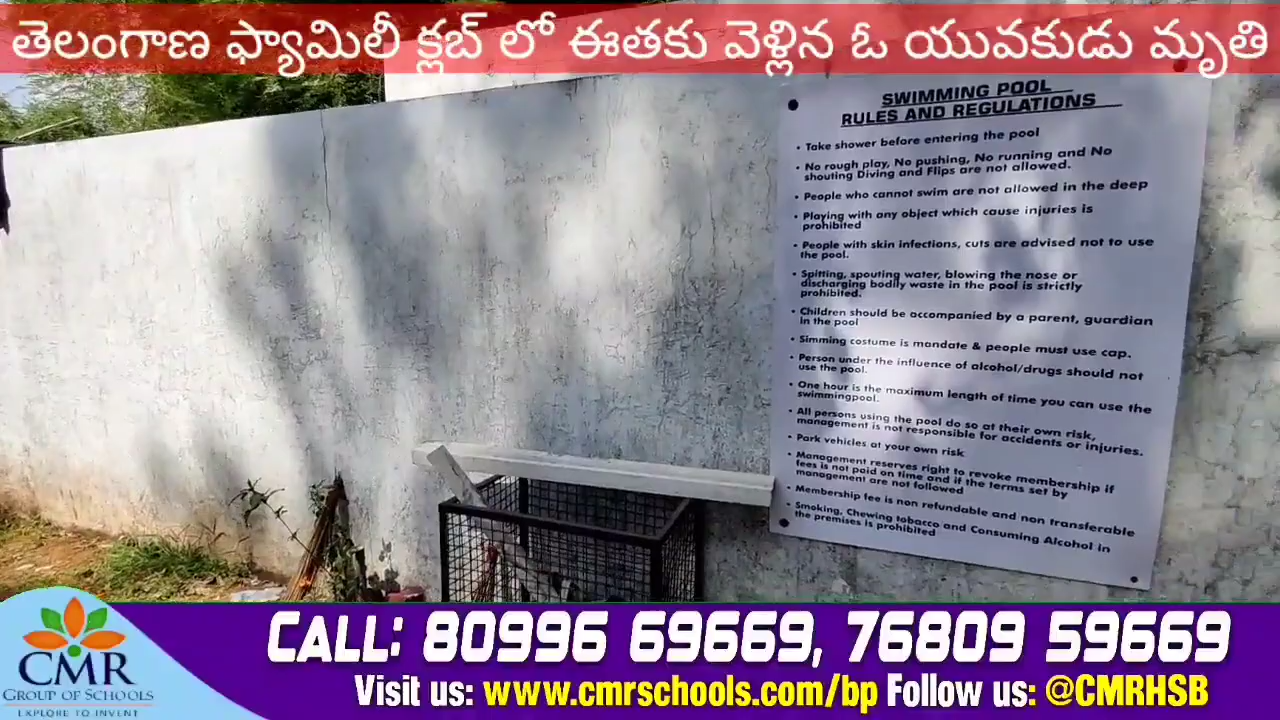 తెలంగాణ ఫ్యామిలీ క్లబ్ లో ఈతకు వెళ్లిన ఓ యువకుడు మృతి
SWIMMING POOL
RULES AND REGULATIONS
• Take shower before entering the pool
• No rough play, No pushing, No running and No
shouting Diving and Flips are not allowed.
• People who cannot swim are not allowed in the deep
• Playing with any object which cause injuries is
prohibited
• People with skin infections, cuts are advised not to use
the pool.
• Spitting, spouting water, blowing the nose or
discharging bodily waste in the pool is strictly
prohibited.
• Children should be accompanied by a parent, guardian
in the pool
• Simming costume is mandate & people must use cap.
• Person under the influence of alcohol/drugs should not
use the pool.
• One hour is the maximum length of time you can use the
swimmingpool.
• All persons using the pool do so at their own risk,
management is not responsible for accidents or injuries.
• Park vehicles at your own risk
• Management reserves right to revoke membership if
fees is not paid on time and if the terms set by
management are not followed
• Membership fee is non refundable and non transferable
• Smoking, Chewing tobacco and Consuming Alcohol in
the premises is prohibited
CMR
GROUP OF SCHOOLS
EXPLORE TO INVENT
CALL: 80996 69669, 76809 59669
Visit us: www.cmrschools.com/bp Follow us: @CMRHSB